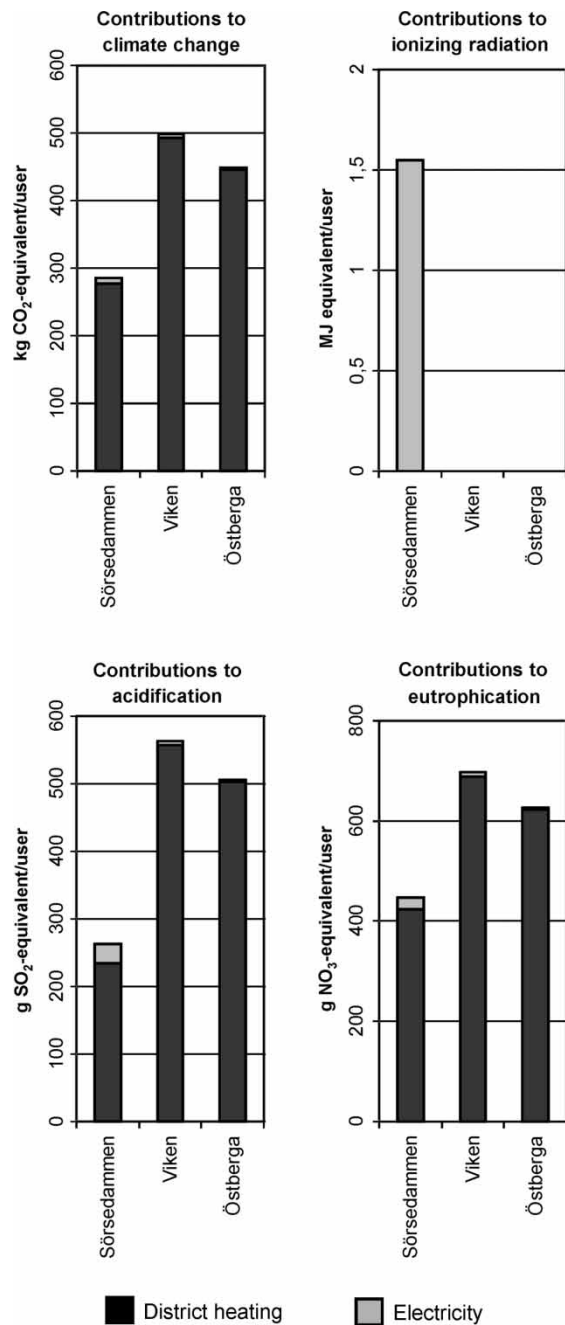 Contributions to
climate change
600
500
400
300
200
100
0
kg CO₂-equivalent/user
Sörsedammen
Viken
Östberga
Contributions to
ionizing radiation
2
1,5
1
0,5
0
MJ equivalent/user
Sörsedammen
Viken
Östberga
Contributions to
acidification
600
500
400
300
200
100
0
g SO₂-equivalent/user
Sörsedammen
Viken
Östberga
Contributions to
eutrophication
800
600
400
200
0
g NO₃-equivalent/user
Sörsedammen
Viken
Östberga
District heating
Electricity